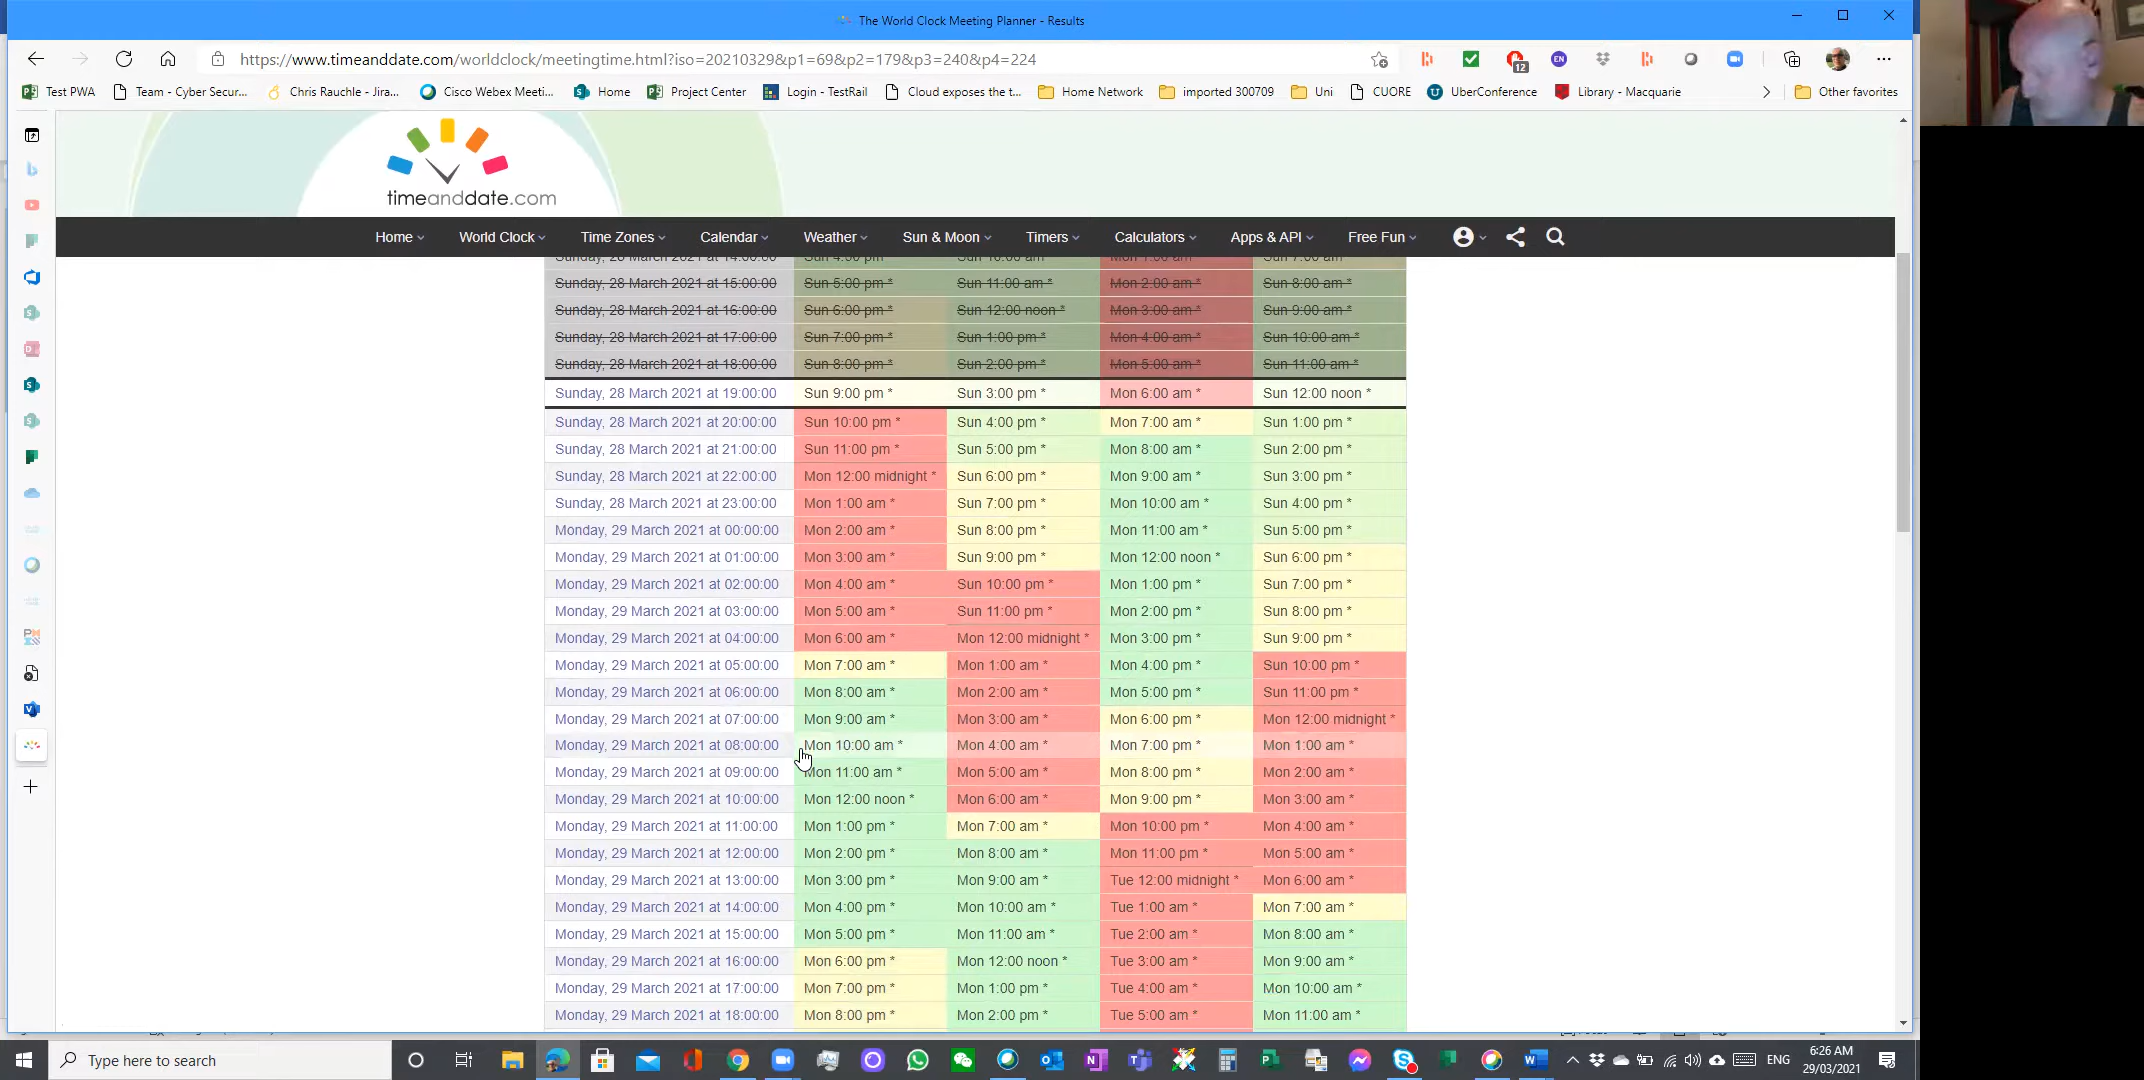 The World Clock Meeting Planner - Results
https://www.timeanddate.com/worldclock/meetingtime.html?iso=20210329&p1=69&p2=179&p3=240&p4=224
12
EN
Test PWA Team - Cyber Secur... Chris Rauchle - Jira... Cisco Webex Meeti... Home Project Center Login - TestRail Cloud exposes the t... Home Network imported 300709 Uni CUORE UberConference Library - Macquarie Other favorites
timeanddate.com
Home World Clock Time Zones Calendar Weather Sun & Moon Timers Calculators Apps & API Free Fun
Sunday, 28 March 2021 at 14:00:00 Sun 4:00 pm * Sun 10:00 am * Mon 1:00 am * Sun 7:00 am *
Sunday, 28 March 2021 at 15:00:00 Sun 5:00 pm * Sun 11:00 am * Mon 2:00 am * Sun 8:00 am *
Sunday, 28 March 2021 at 16:00:00 Sun 6:00 pm * Sun 12:00 noon * Mon 3:00 am * Sun 9:00 am *
Sunday, 28 March 2021 at 17:00:00 Sun 7:00 pm * Sun 1:00 pm * Mon 4:00 am * Sun 10:00 am *
Sunday, 28 March 2021 at 18:00:00 Sun 8:00 pm * Sun 2:00 pm * Mon 5:00 am * Sun 11:00 am *
Sunday, 28 March 2021 at 19:00:00 Sun 9:00 pm * Sun 3:00 pm * Mon 6:00 am * Sun 12:00 noon *
Sunday, 28 March 2021 at 20:00:00 Sun 10:00 pm * Sun 4:00 pm * Mon 7:00 am * Sun 1:00 pm *
Sunday, 28 March 2021 at 21:00:00 Sun 11:00 pm * Sun 5:00 pm * Mon 8:00 am * Sun 2:00 pm *
Sunday, 28 March 2021 at 22:00:00 Mon 12:00 midnight * Sun 6:00 pm * Mon 9:00 am * Sun 3:00 pm *
Sunday, 28 March 2021 at 23:00:00 Mon 1:00 am * Sun 7:00 pm * Mon 10:00 am * Sun 4:00 pm *
Monday, 29 March 2021 at 00:00:00 Mon 2:00 am * Sun 8:00 pm * Mon 11:00 am * Sun 5:00 pm *
Monday, 29 March 2021 at 01:00:00 Mon 3:00 am * Sun 9:00 pm * Mon 12:00 noon * Sun 6:00 pm *
Monday, 29 March 2021 at 02:00:00 Mon 4:00 am * Sun 10:00 pm * Mon 1:00 pm * Sun 7:00 pm *
Monday, 29 March 2021 at 03:00:00 Mon 5:00 am * Sun 11:00 pm * Mon 2:00 pm * Sun 8:00 pm *
Monday, 29 March 2021 at 04:00:00 Mon 6:00 am * Mon 12:00 midnight * Mon 3:00 pm * Sun 9:00 pm *
Monday, 29 March 2021 at 05:00:00 Mon 7:00 am * Mon 1:00 am * Mon 4:00 pm * Sun 10:00 pm *
Monday, 29 March 2021 at 06:00:00 Mon 8:00 am * Mon 2:00 am * Mon 5:00 pm * Sun 11:00 pm *
Monday, 29 March 2021 at 07:00:00 Mon 9:00 am * Mon 3:00 am * Mon 6:00 pm * Mon 12:00 midnight *
Monday, 29 March 2021 at 08:00:00 Mon 10:00 am * Mon 4:00 am * Mon 7:00 pm * Mon 1:00 am *
Monday, 29 March 2021 at 09:00:00 Mon 11:00 am * Mon 5:00 am * Mon 8:00 pm * Mon 2:00 am *
Monday, 29 March 2021 at 10:00:00 Mon 12:00 noon * Mon 6:00 am * Mon 9:00 pm * Mon 3:00 am *
Monday, 29 March 2021 at 11:00:00 Mon 1:00 pm * Mon 7:00 am * Mon 10:00 pm * Mon 4:00 am *
Monday, 29 March 2021 at 12:00:00 Mon 2:00 pm * Mon 8:00 am * Mon 11:00 pm * Mon 5:00 am *
Monday, 29 March 2021 at 13:00:00 Mon 3:00 pm * Mon 9:00 am * Tue 12:00 midnight * Mon 6:00 am *
Monday, 29 March 2021 at 14:00:00 Mon 4:00 pm * Mon 10:00 am * Tue 1:00 am * Mon 7:00 am *
Monday, 29 March 2021 at 15:00:00 Mon 5:00 pm * Mon 11:00 am * Tue 2:00 am * Mon 8:00 am *
Monday, 29 March 2021 at 16:00:00 Mon 6:00 pm * Mon 12:00 noon * Tue 3:00 am * Mon 9:00 am *
Monday, 29 March 2021 at 17:00:00 Mon 7:00 pm * Mon 1:00 pm * Tue 4:00 am * Mon 10:00 am *
Monday, 29 March 2021 at 18:00:00 Mon 8:00 pm * Mon 2:00 pm * Tue 5:00 am * Mon 11:00 am *
Type here to search
ENG
6:26 AM
29/03/2021